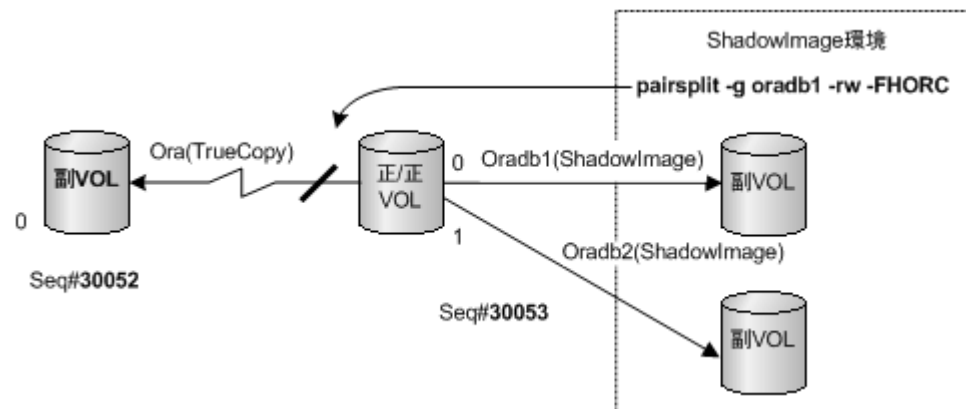 ShadowImage環境
pairsplit -g oradb1 -rw -FHORC
Ora(TrueCopy)
副VOL
0
Seq#30052
正/正
VOL
0
1
Oradb1(ShadowImage)
副VOL
Oradb2(ShadowImage)
Seq#30053
副VOL